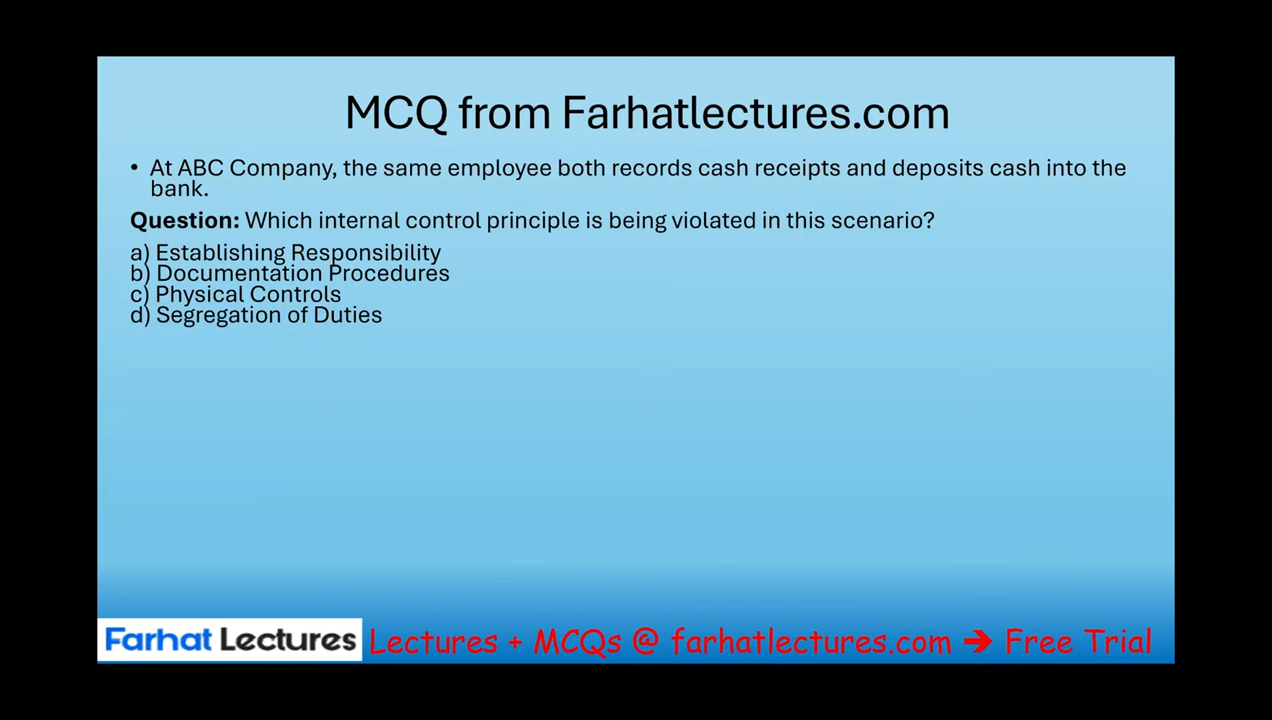 MCQ from Farhatlectures.com
• At ABC Company, the same employee both records cash receipts and deposits cash into the
bank.
Question: Which internal control principle is being violated in this scenario?
a) Establishing Responsibility
b) Documentation Procedures
c) Physical Controls
d) Segregation of Duties
Farhat Lectures Lectures + MCQs @ farhatlectures.com ➔ Free Trial